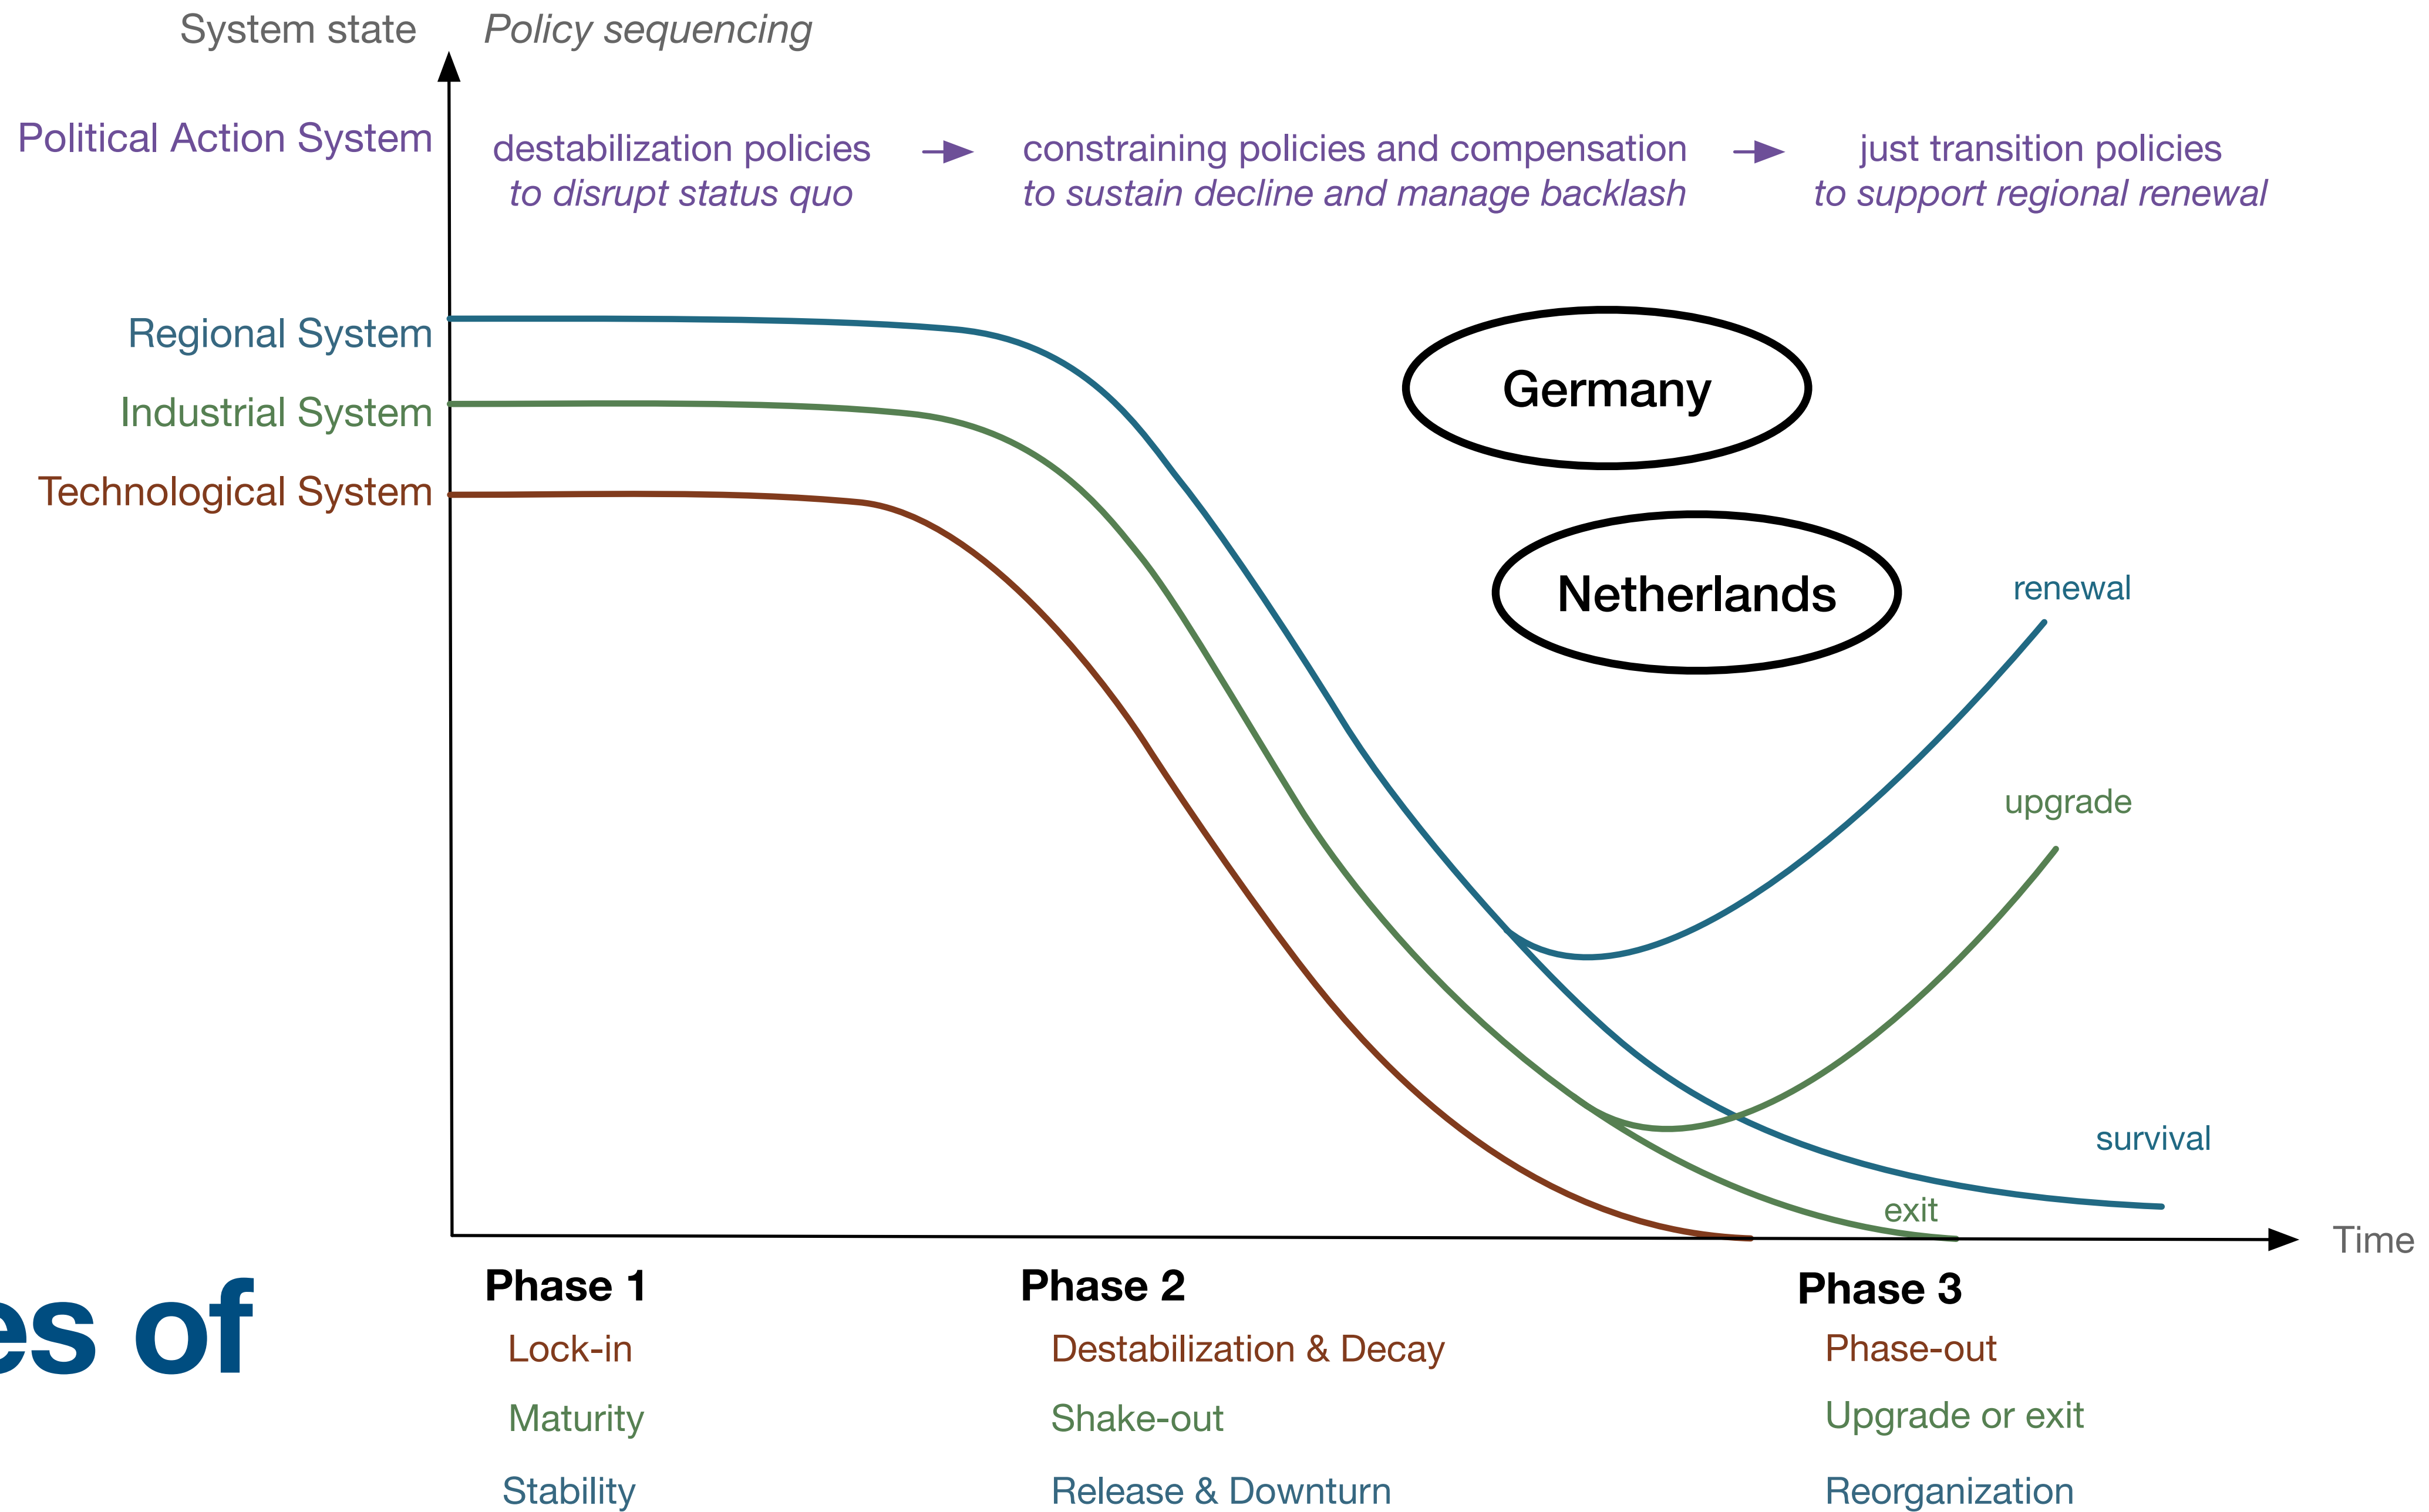 System state
Policy sequencing
Political Action System
destabilization policies
to disrupt status quo
constraining policies and compensation
to sustain decline and manage backlash
just transition policies
to support regional renewal
Regional System
Industrial System
Technological System
Germany
Netherlands
renewal
upgrade
survival
exit
Time
Phase 1
Phase 2
Phase 3
es of
Lock-in
Destabilization & Decay
Phase-out
Maturity
Shake-out
Upgrade or exit
Stability
Release & Downturn
Reorganization